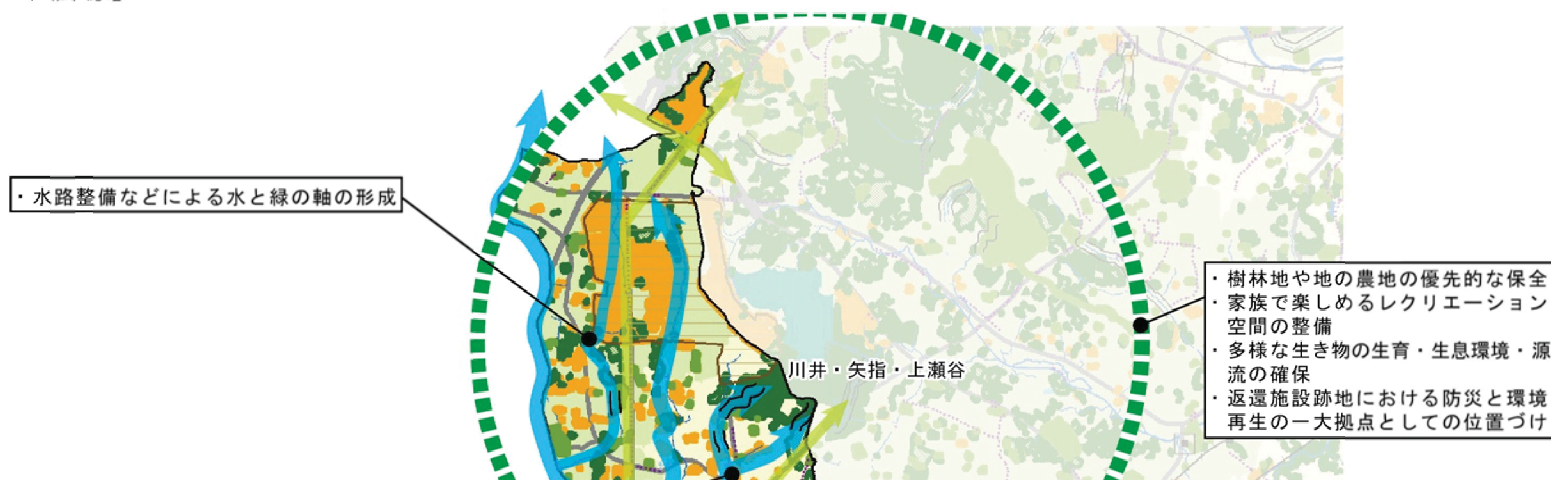 ・水路整備などによる水と緑の軸の形成
・樹林地や地の農地の優先的な保全
・家族で楽しめるレクリエーション
空間の整備
・多様な生き物の生育・生息環境・源
流の確保
・返還施設跡地における防災と環境
再生の一大拠点としての位置づけ
川井・矢指・上瀬谷